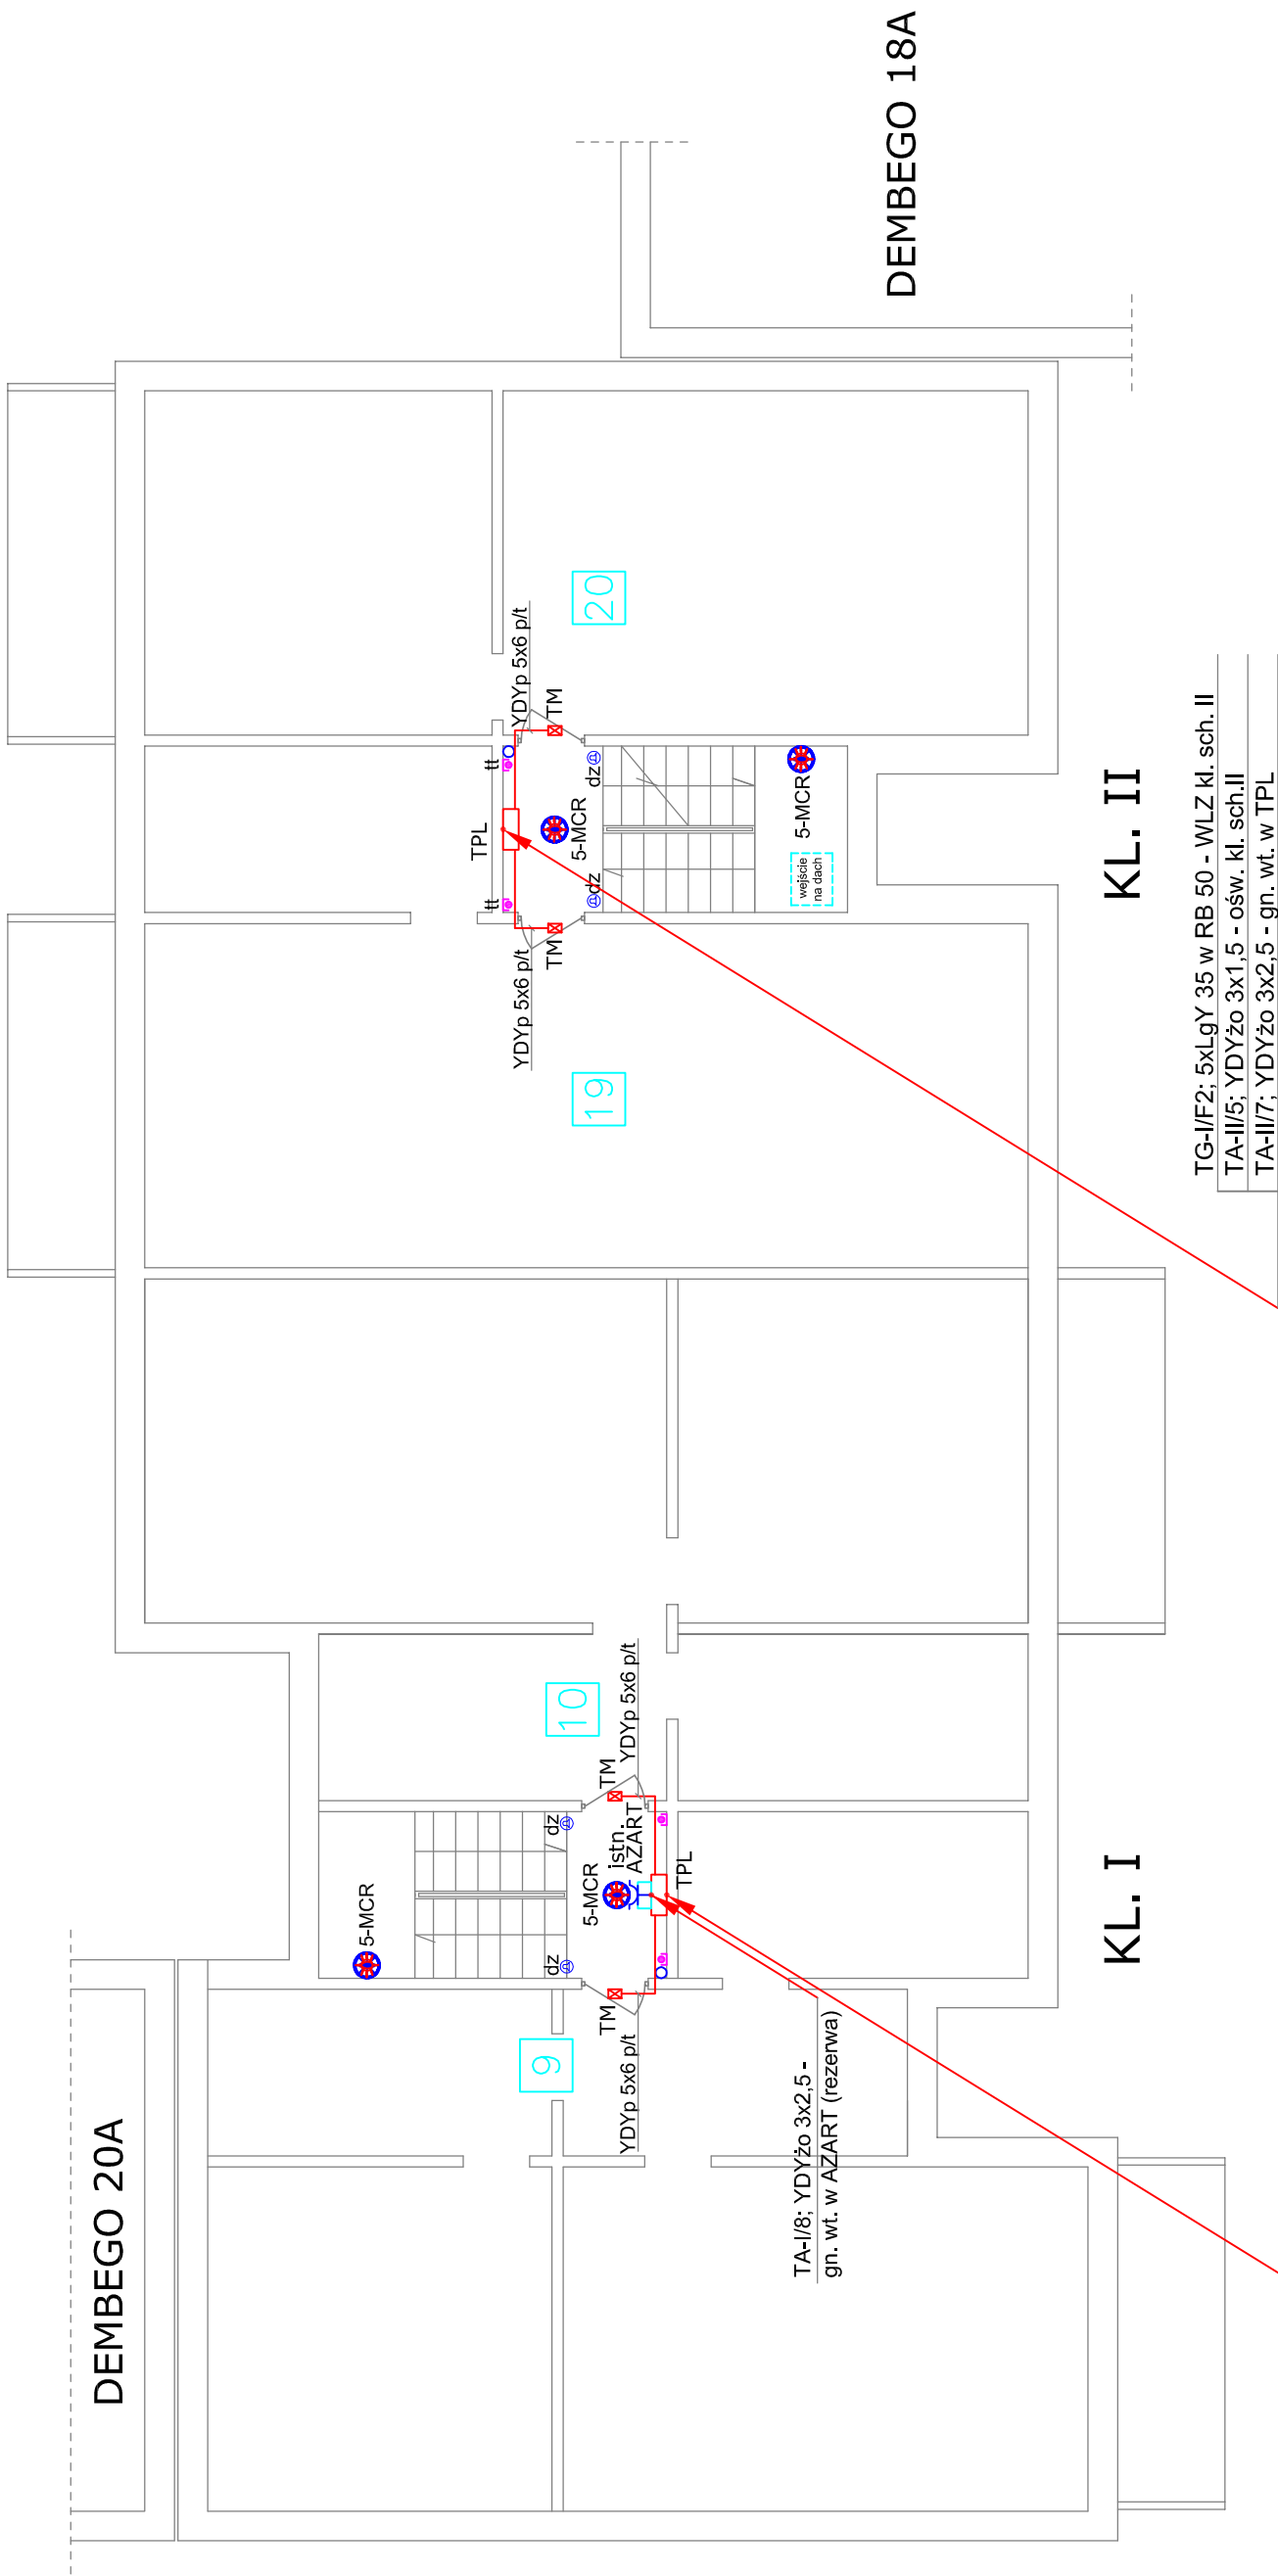 DEMBEGO 20A
DEMBEGO 18A
5-MCR
dz
dz
9
10
TM
TM
5-MCR
istn.
AZART
TPL
YDYp 5x6 p/t
YDYp 5x6 p/t
TA-I/8; YDYżo 3x2,5 -
gn. wt. w AZART (rezerwa)
KL. I
TPL
tt
tt
YDYp 5x6 p/t
YDYp 5x6 p/t
TM
TM
5-MCR
dz
dz
19
20
5-MCR
wejście
na dach
KL. II
TG-I/F2; 5xLgY 35 w RB 50 - WLZ kl. sch. II
TA-II/5; YDYżo 3x1,5 - ośw. kl. sch.II
TA-II/7; YDYżo 3x2,5 - gn. wt. w TPL